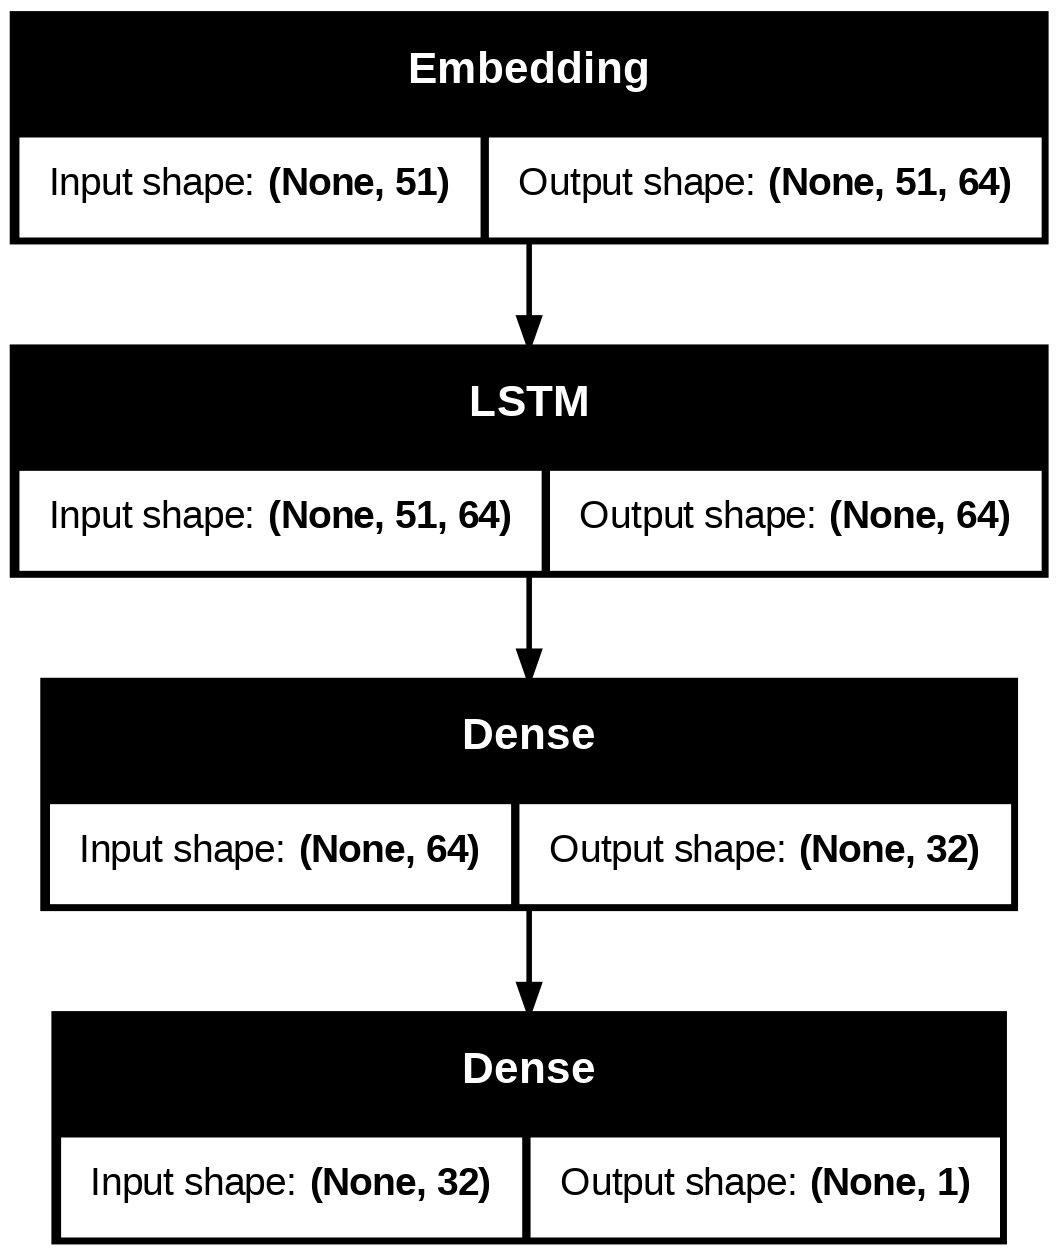 Embedding
Input shape: (None, 51) Output shape: (None, 51, 64)
LSTM
Input shape: (None, 51, 64) Output shape: (None, 64)
Dense
Input shape: (None, 64) Output shape: (None, 32)
Dense
Input shape: (None, 32) Output shape: (None, 1)